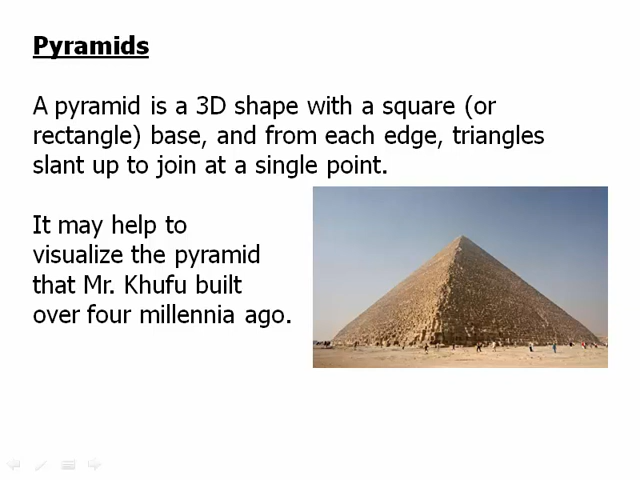 Pyramids
A pyramid is a 3D shape with a square (or
rectangle) base, and from each edge, triangles
slant up to join at a single point.
It may help to
visualize the pyramid
that Mr. Khufu built
over four millennia ago.